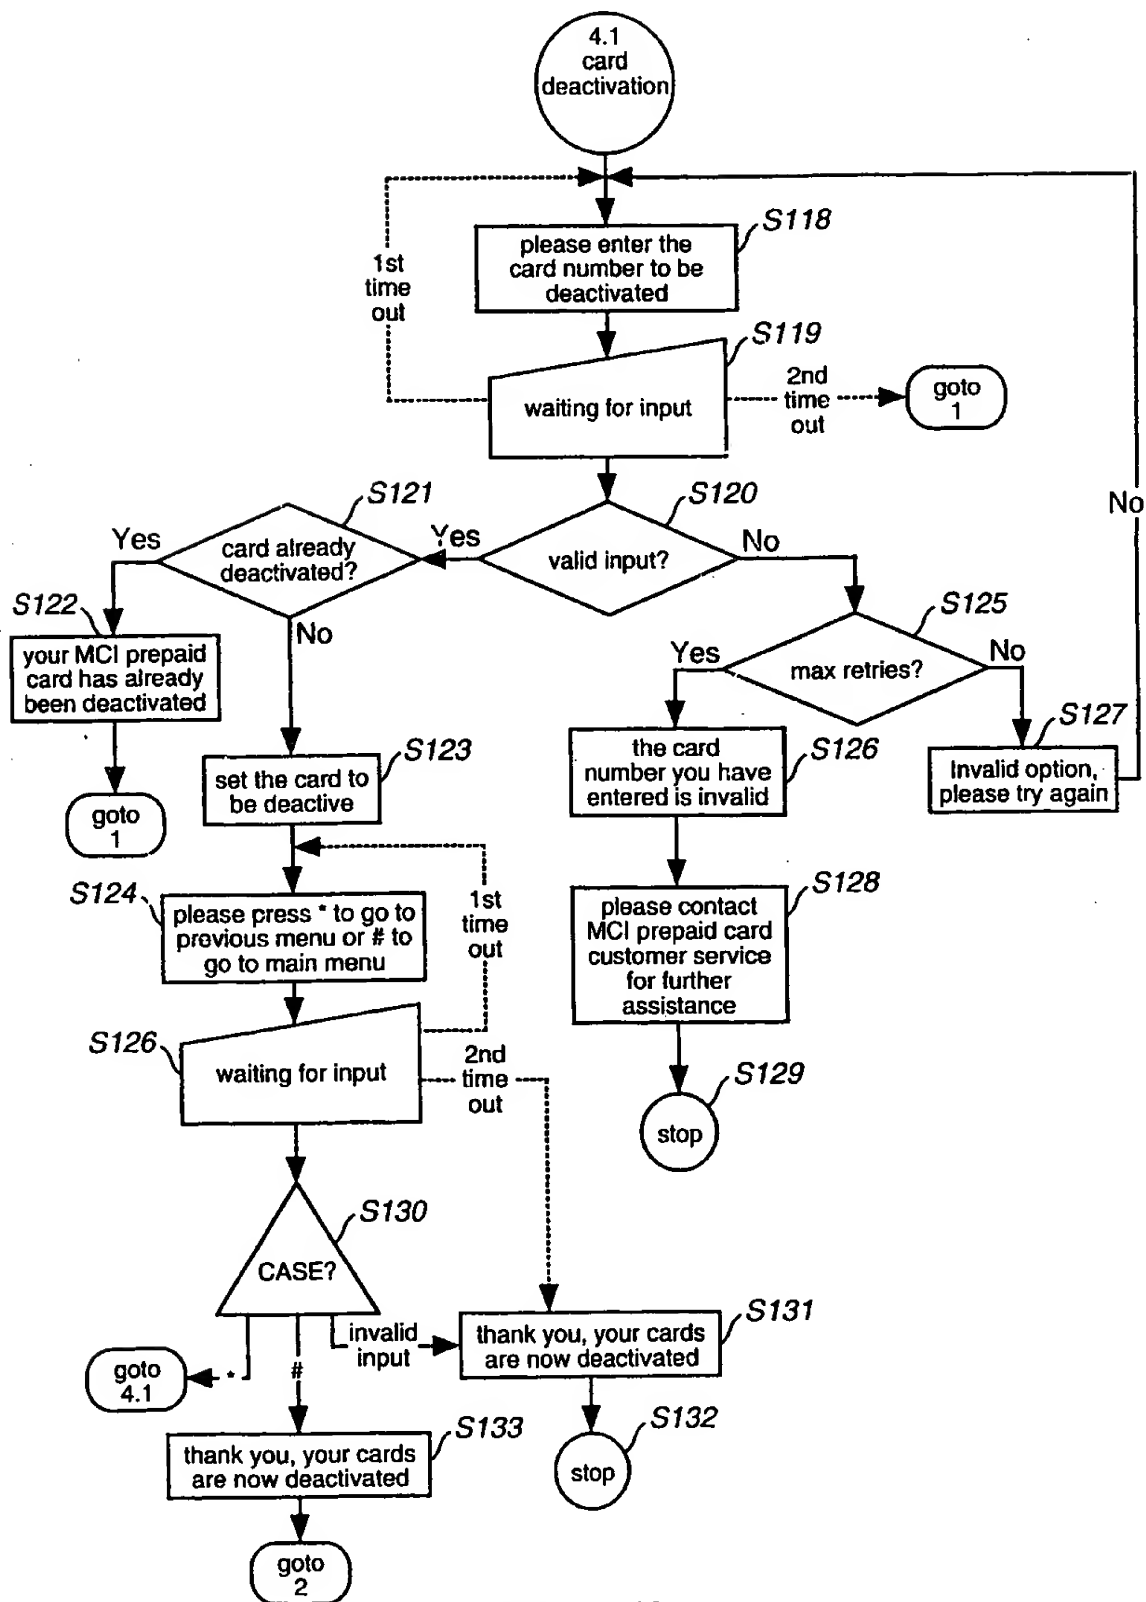 4.1
card
deactivation
S118
please enter the
card number to be
deactivated
1st
time
out
S119
waiting for input
2nd
time
out
goto
1
S120
valid input?
Yes
No
S121
card already
deactivated?
Yes
No
S122
your MCI prepaid
card has already
been deactivated
goto
1
S123
set the card to
be deactive
S124
please press * to go to
previous menu or # to
go to main menu
1st
time
out
S126
waiting for input
2nd
time
out
S125
max retries?
Yes
No
S126
the card
number you have
entered is invalid
S127
Invalid option,
please try again
No
S128
please contact
MCI prepaid card
customer service
for further
assistance
S129
stop
S130
CASE?
*
#
invalid
input
goto
4.1
S131
thank you, your cards
are now deactivated
S132
stop
S133
thank you, your cards
are now deactivated
goto
2